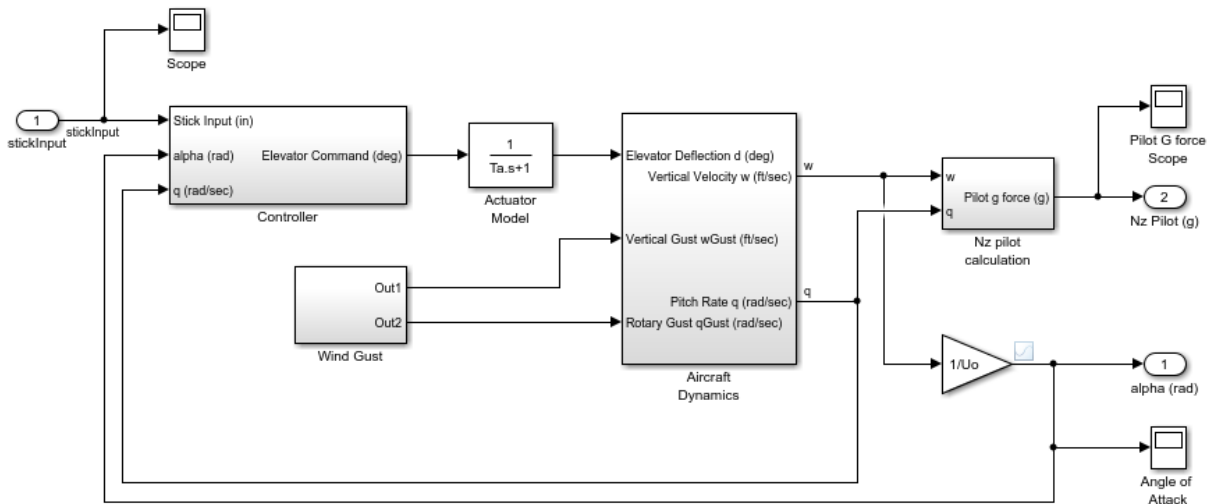 Scope
1
stickInput
stickInput
Stick Input (in)
alpha (rad)
q (rad/sec)
Elevator Command (deg)
Controller
1
Ta.s+1
Actuator
Model
Out1
Out2
Wind Gust
Elevator Deflection d (deg)
Vertical Velocity w (ft/sec)
Vertical Gust wGust (ft/sec)
Pitch Rate q (rad/sec)
Rotary Gust qGust (rad/sec)
Aircraft
Dynamics
w
q
w
q
Pilot g force (g)
Nz pilot
calculation
Pilot G force
Scope
2
Nz Pilot (g)
1/Uo
1
alpha (rad)
Angle of
Attack